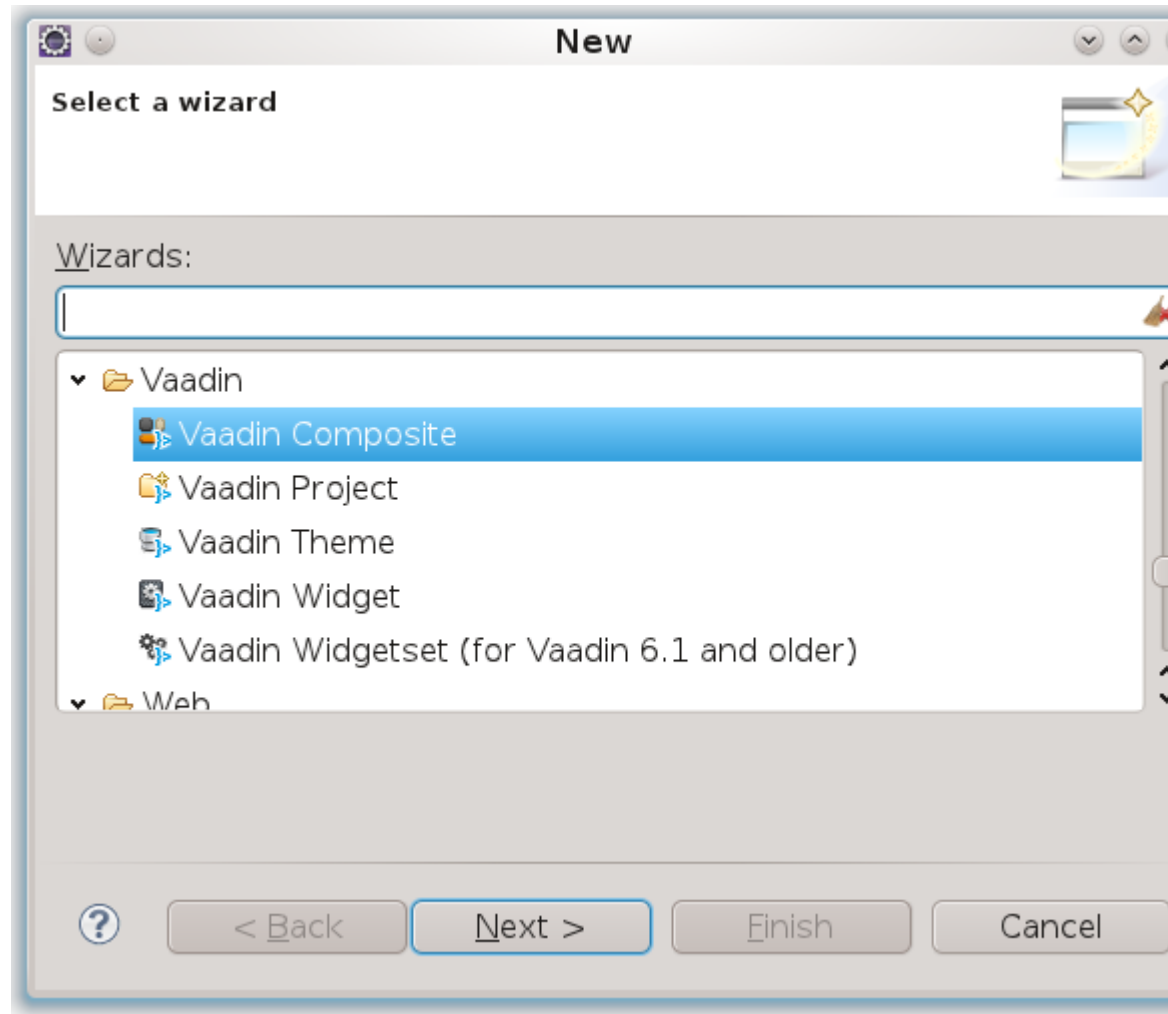 New
Select a wizard
Wizards:
Vaadin
Vaadin Composite
Vaadin Project
Vaadin Theme
Vaadin Widget
Vaadin Widgetset (for Vaadin 6.1 and older)
Web
? < Back Next > Finish Cancel